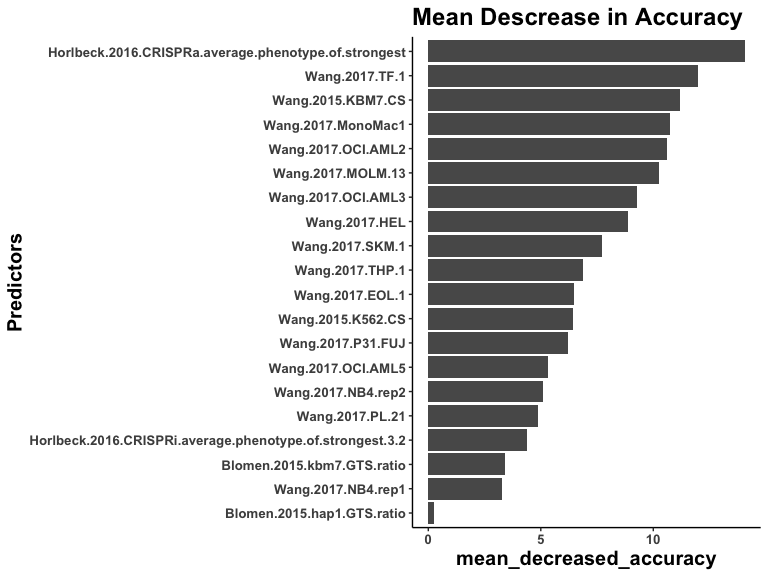 Mean Descrease in Accuracy
Predictors
Horlbeck.2016.CRISPRa.average.phenotype.of.strongest
Wang.2017.TF.1
Wang.2015.KBM7.CS
Wang.2017.MonoMac1
Wang.2017.OCI.AML2
Wang.2017.MOLM.13
Wang.2017.OCI.AML3
Wang.2017.HEL
Wang.2017.SKM.1
Wang.2017.THP.1
Wang.2017.EOL.1
Wang.2015.K562.CS
Wang.2017.P31.FUJ
Wang.2017.OCI.AML5
Wang.2017.NB4.rep2
Wang.2017.PL.21
Horlbeck.2016.CRISPRi.average.phenotype.of.strongest.3.2
Blomen.2015.kbm7.GTS.ratio
Wang.2017.NB4.rep1
Blomen.2015.hap1.GTS.ratio
0 5 10
mean_decreased_accuracy